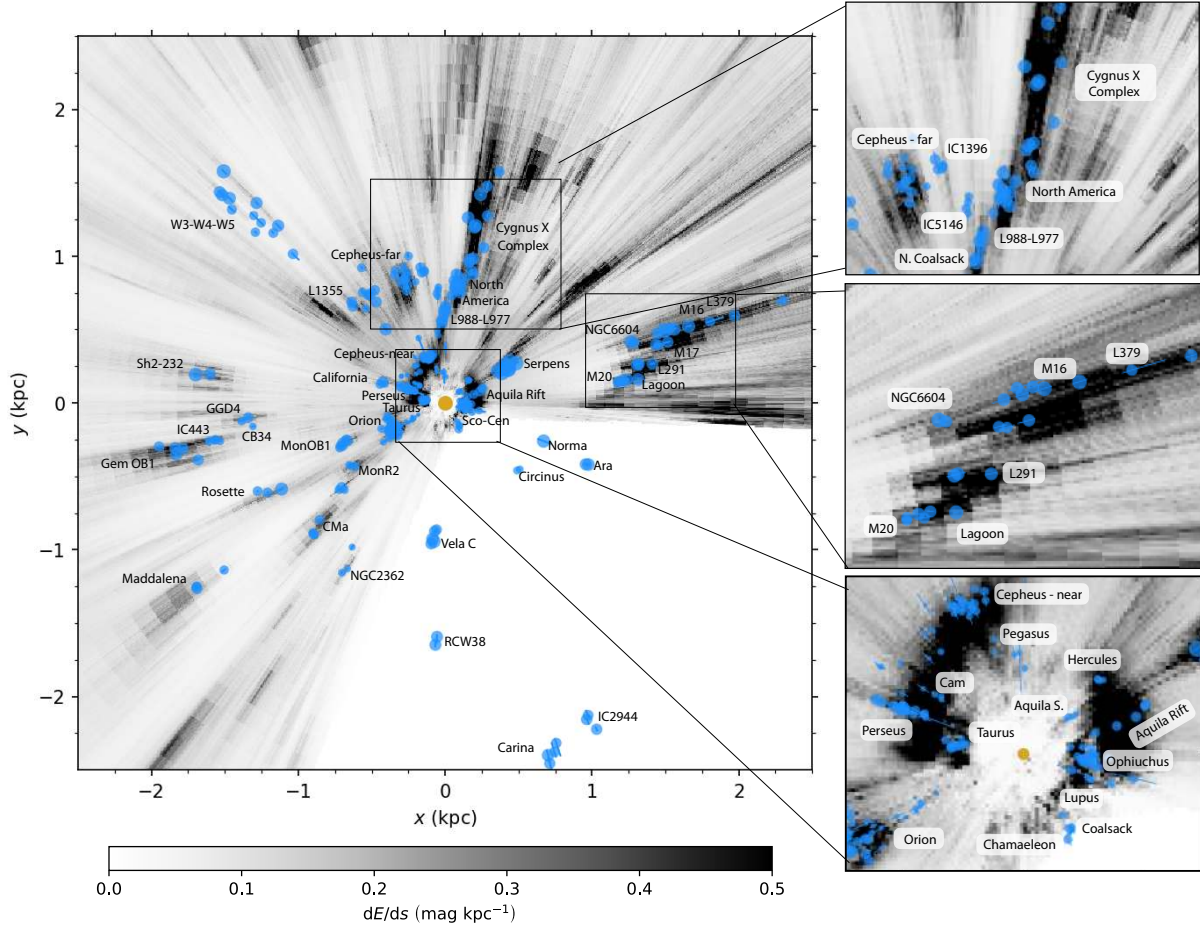 W3-W4-W5
Cepheus-far
L1355
Cygnus X
Complex
North
America
L988-L977
Cepheus-near
California
Perseus
Taurus
Orion
Serpens
Aquila Rift
Sco-Cen
NGC6604
M16
L379
M17
L291
M20
Lagoon
Sh2-232
GGD4
CB34
IC443
Gem OB1
MonOB1
MonR2
Rosette
CMa
NGC2362
Maddalena
Norma
Ara
Circinus
Vela C
RCW38
IC2944
Carina
2
1
0
−1
−2
y (kpc)
−2
−1
0
1
2
x (kpc)
0.0
0.1
0.2
0.3
0.4
0.5
dE/ds (mag kpc⁻¹)
Cygnus X
Complex
Cepheus - far
IC1396
North America
IC5146
L988-L977
N. Coalsack
L379
M16
NGC6604
L291
M20
Lagoon
Cepheus - near
Pegasus
Hercules
Cam
Aquila S.
Perseus
Taurus
Aquila Rift
Ophiuchus
Lupus
Orion
Chamaeleon
Coalsack